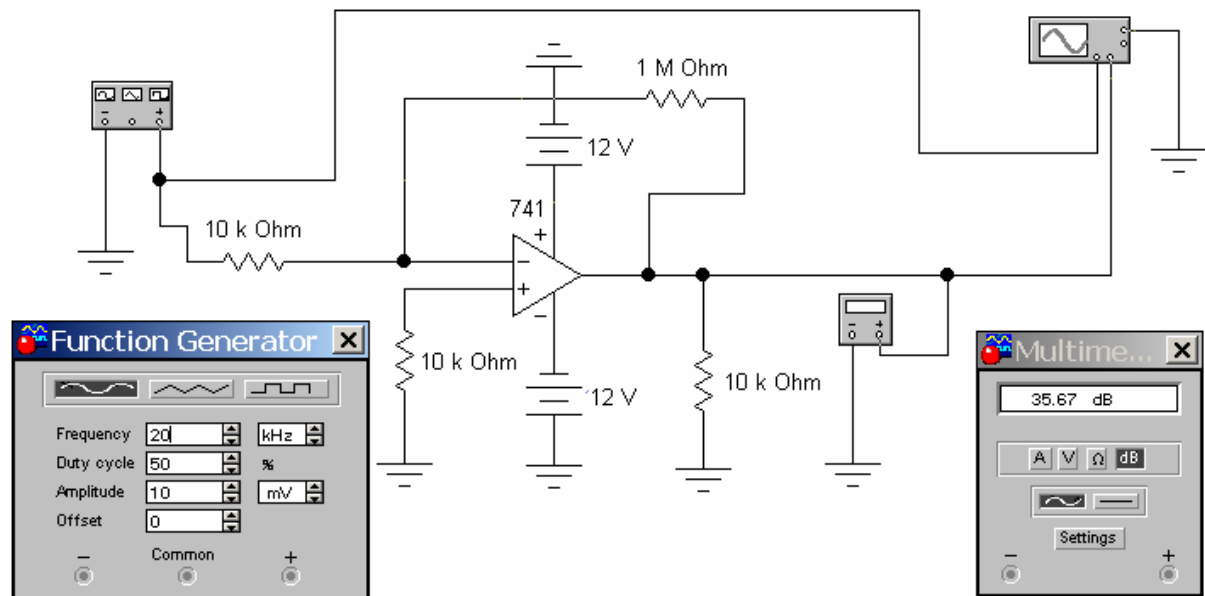 1 M Ohm
12 V
741
+
10 k Ohm
−
+
−
10 k Ohm
12 V
10 k Ohm
− +
− +
Function Generator
Frequency 20 kHz
Duty cycle 50 %
Amplitude 10 mV
Offset 0
− Common +
Multime...
35.67 dB
A V Ω dB
Settings
− +